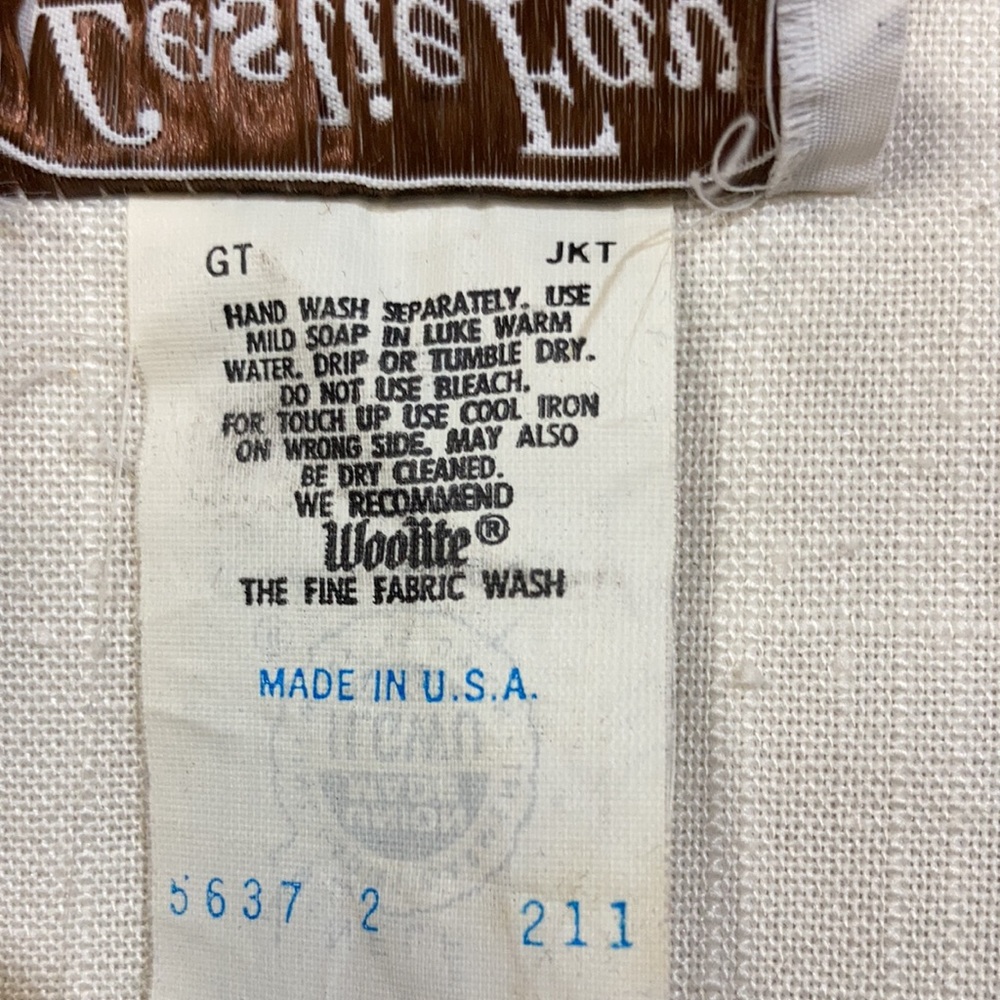 Leslie Fay
GT JKT
HAND WASH SEPARATELY. USE
MILD SOAP IN LUKE WARM
WATER. DRIP OR TUMBLE DRY.
DO NOT USE BLEACH.
FOR TOUCH UP USE COOL IRON
ON WRONG SIDE. MAY ALSO
BE DRY CLEANED.
WE RECOMMEND
Woolite®
THE FINE FABRIC WASH
MADE IN U.S.A.
5637 2 211